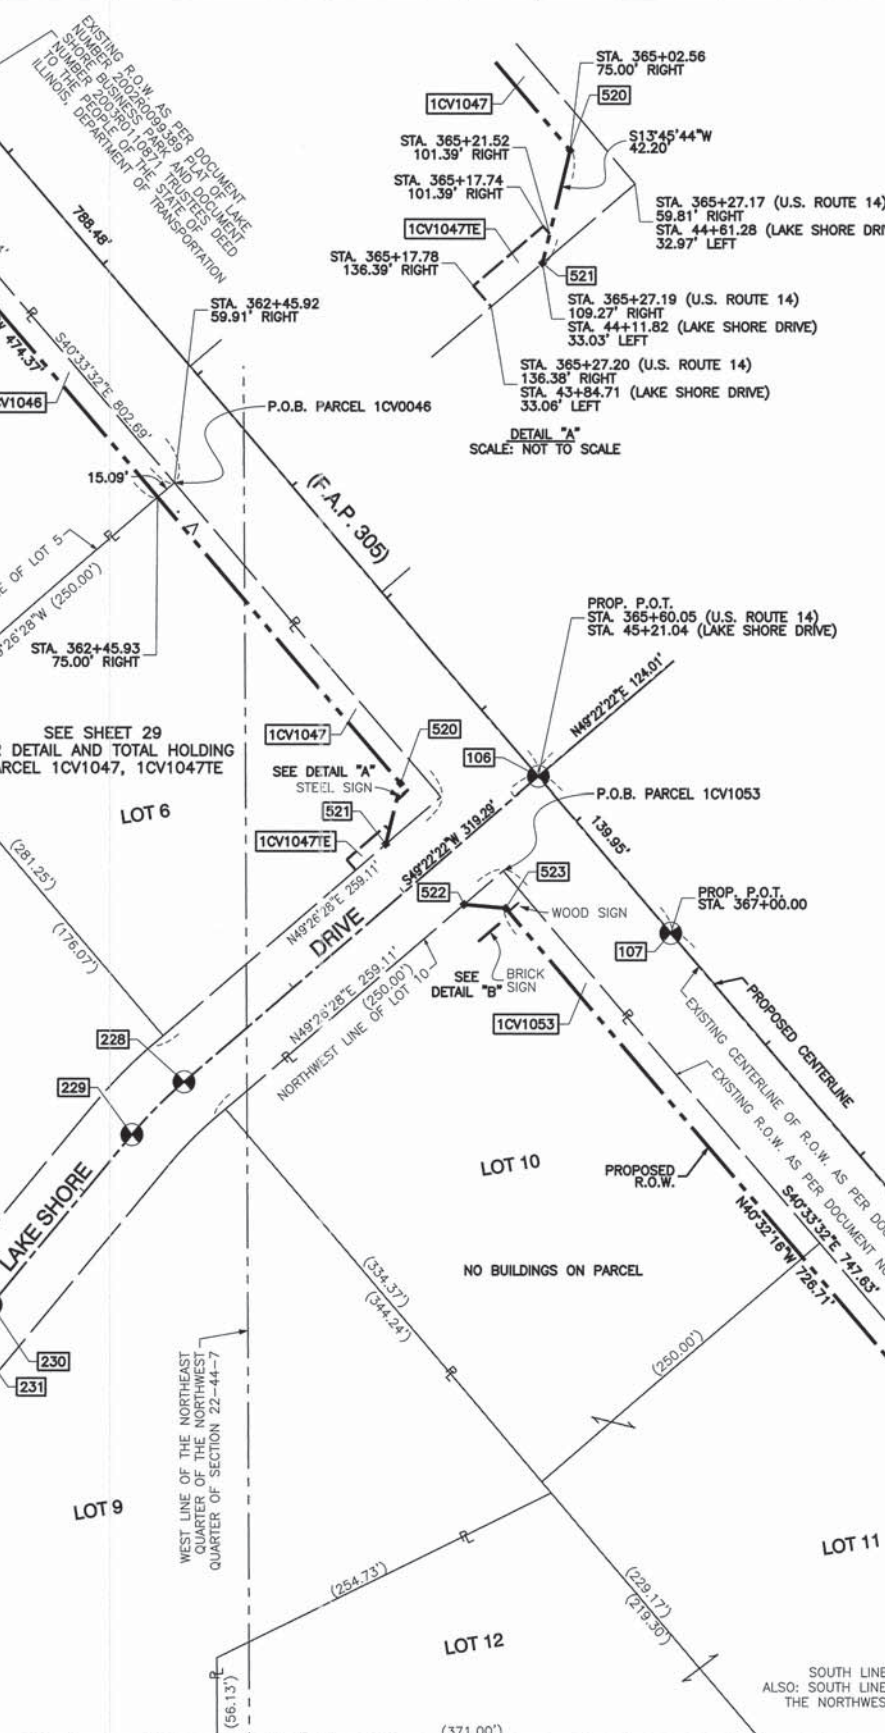 EXISTING R.O.W. AS PER DOCUMENT
NUMBER 2002R0099389 PLAT OF LAKE
SHORE BUSINESS PARK AND DOCUMENT
NUMBER 2003R0110871 TRUSTEES DEED
TO THE PEOPLE OF THE STATE OF
ILLINOIS, DEPARTMENT OF TRANSPORTATION
STA. 365+02.56
75.00' RIGHT
520
1CV1047
STA. 365+21.52
101.39' RIGHT
S13°45'44"W
42.20'
STA. 365+17.74
101.39' RIGHT
STA. 365+27.17 (U.S. ROUTE 14)
59.81' RIGHT
STA. 44+61.28 (LAKE SHORE DRI
32.97' LEFT
1CV1047TE
STA. 365+17.78
136.39' RIGHT
521
STA. 365+27.19 (U.S. ROUTE 14)
109.27' RIGHT
STA. 44+11.82 (LAKE SHORE DRIVE)
33.03' LEFT
STA. 365+27.20 (U.S. ROUTE 14)
136.38' RIGHT
STA. 43+84.71 (LAKE SHORE DRIVE)
33.06' LEFT
DETAIL "A"
SCALE: NOT TO SCALE
788.48'
STA. 362+45.92
59.91' RIGHT
474.37'
S40°33'32"E 802.69'
CV1046
P.O.B. PARCEL 1CV0046
15.09'
(F.A.P. 305)
E OF LOT 5
°26'28"W (250.00')
STA. 362+45.93
75.00' RIGHT
PROP. P.O.T.
STA. 365+60.05 (U.S. ROUTE 14)
STA. 45+21.04 (LAKE SHORE DRIVE)
N49°22'22"E 124.01'
SEE SHEET 29
R DETAIL AND TOTAL HOLDING
ARCEL 1CV1047, 1CV1047TE
1CV1047
520
106
SEE DETAIL "A"
STEEL SIGN
P.O.B. PARCEL 1CV1053
LOT 6
521
1CV1047TE
S49°22'22"W 319.29'
139.95'
(281.25')
N49°26'28"E 259.11'
522
523
WOOD SIGN
PROP. P.O.T.
STA. 367+00.00
107
(176.07')
DRIVE
N49°26'28"E 259.11'
(250.00')
NORTHWEST LINE OF LOT 10
SEE
DETAIL "B"
BRICK
SIGN
1CV1053
PROPOSED CENTERLINE
EXISTING CENTERLINE OF R.O.W. AS PER DOC
EXISTING R.O.W. AS PER DOCUMENT NO
228
229
LAKE SHORE
LOT 10
PROPOSED
R.O.W.
S40°33'32"E 747.63'
N40°32'16"W 726.71'
NO BUILDINGS ON PARCEL
(334.37')
(344.24')
230
231
(250.00')
WEST LINE OF THE NORTHEAST
QUARTER OF THE NORTHWEST
QUARTER OF SECTION 22-44-7
LOT 9
LOT 11
(254.73')
(229.17')
(219.30')
LOT 12
(56.13')
SOUTH LINE
ALSO: SOUTH LINE
THE NORTHWES
(371.00')